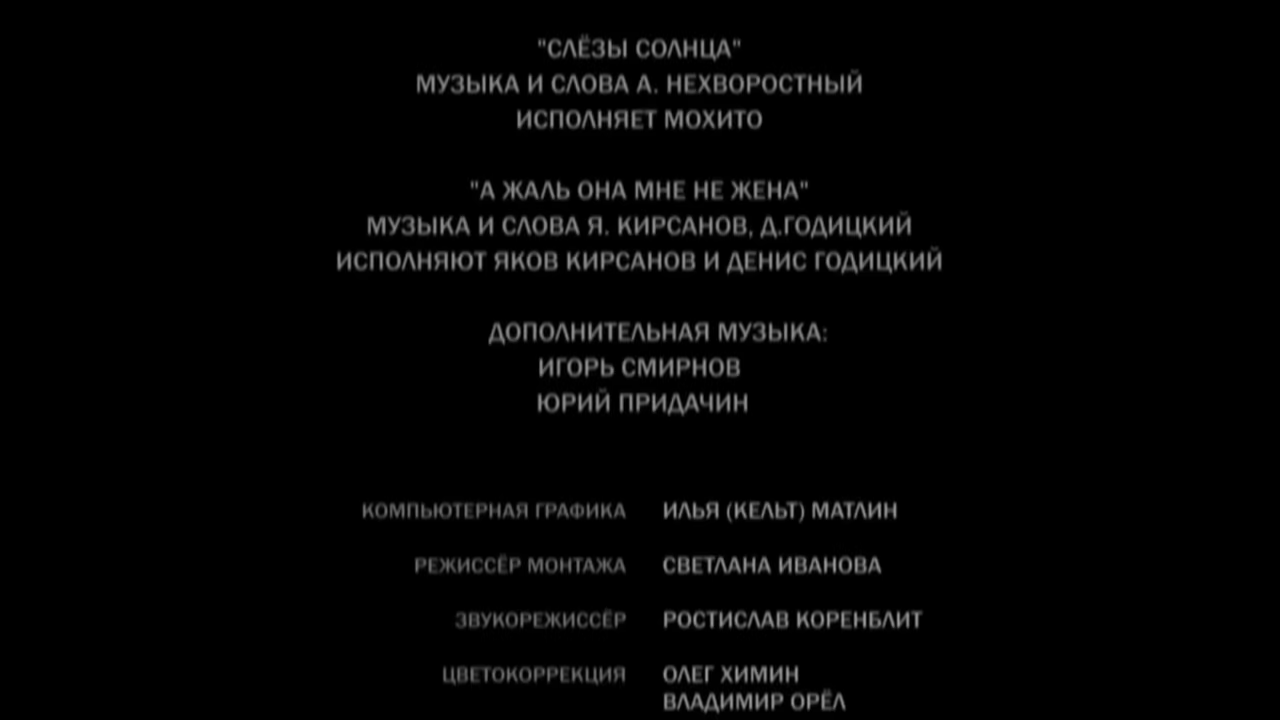 "СЛЁЗЫ СОЛНЦА"
МУЗЫКА И СЛОВА А. НЕХВОРОСТНЫЙ
ИСПОЛНЯЕТ МОХИТО
"А ЖАЛЬ ОНА МНЕ НЕ ЖЕНА"
МУЗЫКА И СЛОВА Я. КИРСАНОВ, Д.ГОДИЦКИЙ
ИСПОЛНЯЮТ ЯКОВ КИРСАНОВ И ДЕНИС ГОДИЦКИЙ
ДОПОЛНИТЕЛЬНАЯ МУЗЫКА:
ИГОРЬ СМИРНОВ
ЮРИЙ ПРИДАЧИН
КОМПЬЮТЕРНАЯ ГРАФИКА ИЛЬЯ (КЕЛЬТ) МАТЛИН
РЕЖИССЁР МОНТАЖА СВЕТЛАНА ИВАНОВА
ЗВУКОРЕЖИССЁР РОСТИСЛАВ КОРЕНБЛИТ
ЦВЕТОКОРРЕКЦИЯ ОЛЕГ ХИМИН
ВЛАДИМИР ОРЁЛ